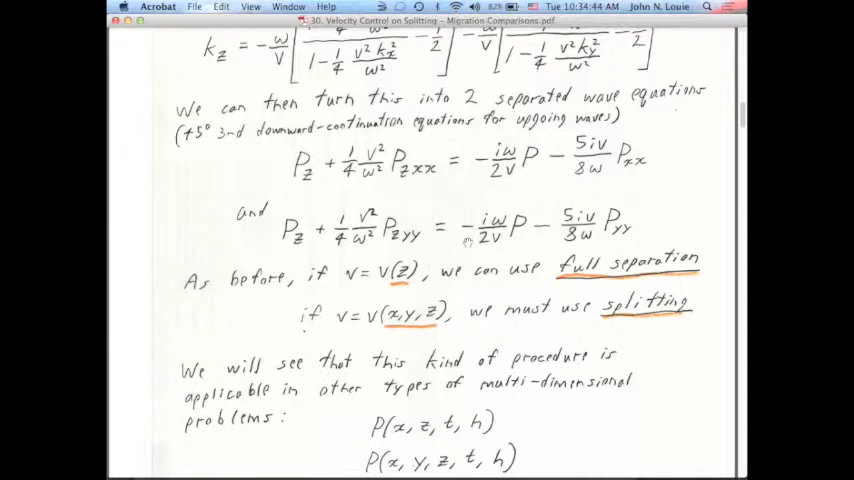 Acrobat File Edit View Window Help 82% Tue 10:34:44 AM John N. Louie
30. Velocity Control on Splitting – Migration Comparisons.pdf
k_z = -ω/v [ 1 - 1/4 v²k_x²/ω² - 1/2 ] - ω/v [ 1 - 1/4 v²k_y²/ω² - 1/2 ]
We can then turn this into 2 separated wave equations
(45° 3rd downward-continuation equations for upgoing waves)
P_z + 1/4 v²/ω² P_zxx = - iω/2v P - 5iv/8ω P_xx
and
P_z + 1/4 v²/ω² P_zyy = - iω/2v P - 5iv/8ω P_yy
As before, if v = v(z), we can use full separation
if v = v(x,y,z), we must use splitting
We will see that this kind of procedure is
applicable in other types of multi-dimensional
problems:
P(x, z, t, h)
P(x, y, z, t, h)